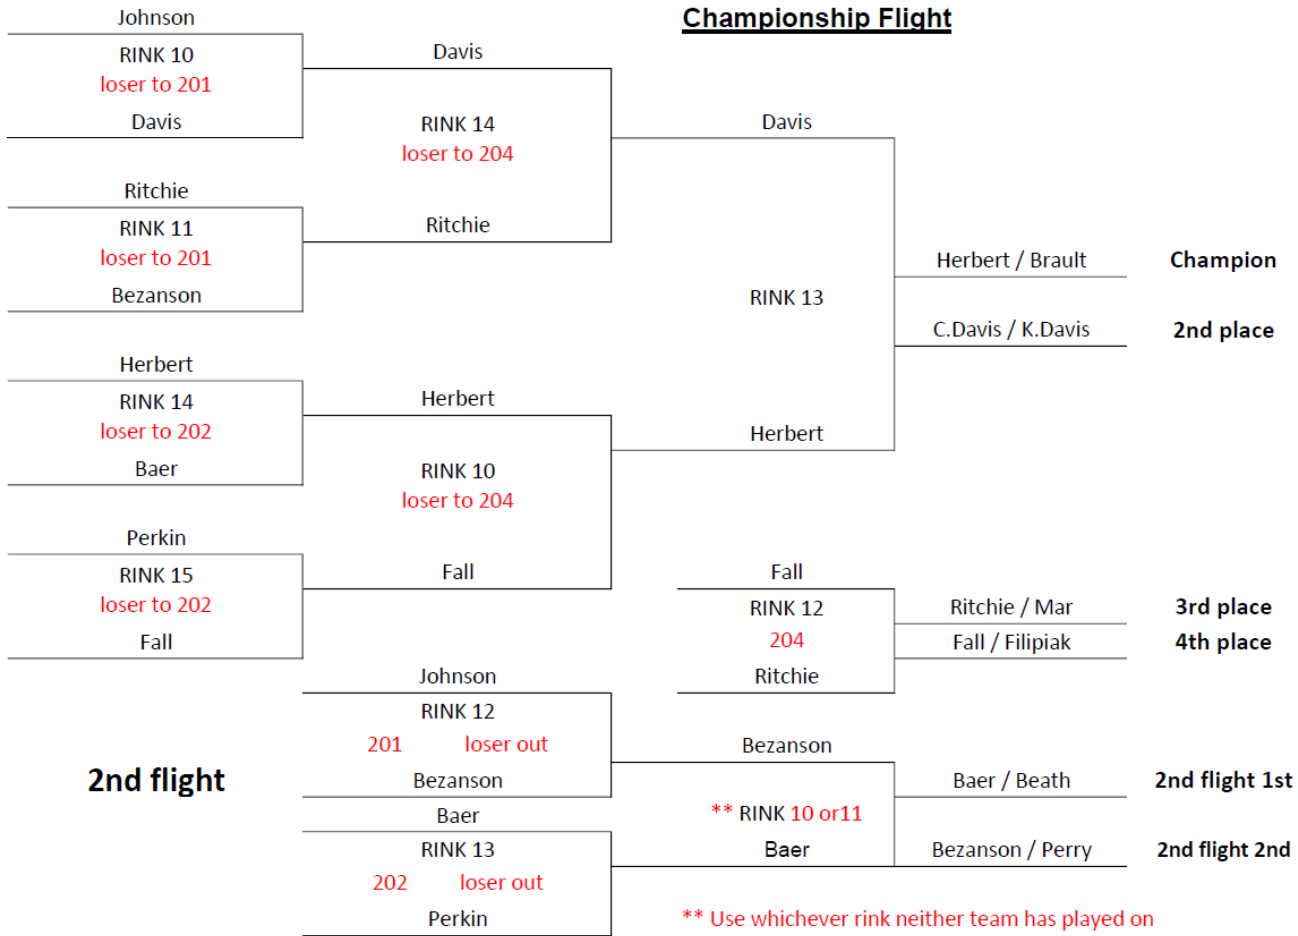 Johnson
Championship Flight
RINK 10
Davis
loser to 201
Davis
RINK 14
Davis
loser to 204
Ritchie
RINK 11
Ritchie
loser to 201
Herbert / Brault
Champion
Bezanson
RINK 13
C.Davis / K.Davis
2nd place
Herbert
RINK 14
Herbert
loser to 202
Herbert
Baer
RINK 10
loser to 204
Perkin
RINK 15
Fall
Fall
loser to 202
RINK 12
Ritchie / Mar
3rd place
Fall
204
Fall / Filipiak
4th place
Johnson
Ritchie
RINK 12
201 loser out
Bezanson
2nd flight
Bezanson
Baer / Beath
2nd flight 1st
Baer
** RINK 10 or11
RINK 13
Baer
Bezanson / Perry
2nd flight 2nd
202 loser out
Perkin
** Use whichever rink neither team has played on